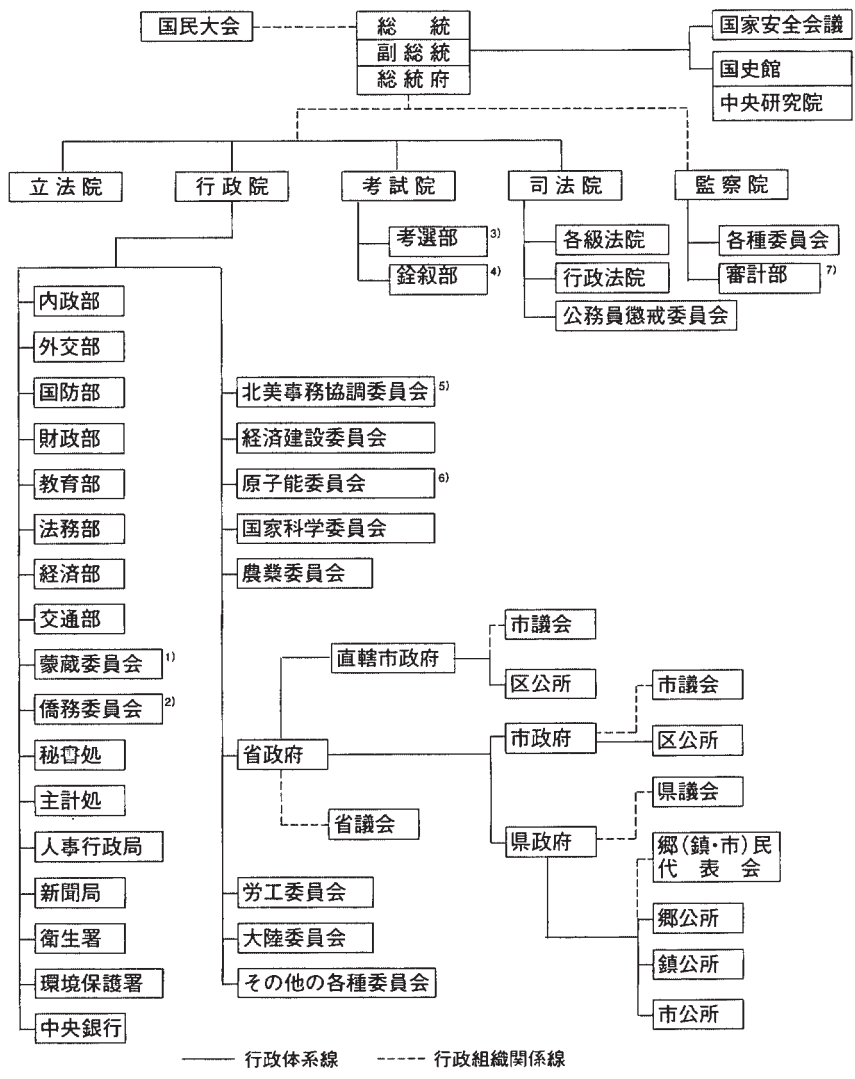 国民大会
総統
副総統
総統府
国家安全会議
国史館
中央研究院
立法院
行政院
考試院
司法院
監察院
考選部 3)
銓叙部 4)
各級法院
行政法院
公務員懲戒委員会
各種委員会
審計部 7)
内政部
外交部
国防部
財政部
教育部
法務部
経済部
交通部
蒙蔵委員会 1)
僑務委員会 2)
秘書処
主計処
人事行政局
新聞局
衛生署
環境保護署
中央銀行
北美事務協調委員会 5)
経済建設委員会
原子能委員会 6)
国家科学委員会
農業委員会
省政府
労工委員会
大陸委員会
その他の各種委員会
直轄市政府
市議会
区公所
省議会
市政府
市議会
区公所
県政府
県議会
郷(鎮・市)民
代表会
郷公所
鎮公所
市公所
行政体系線
行政組織関係線